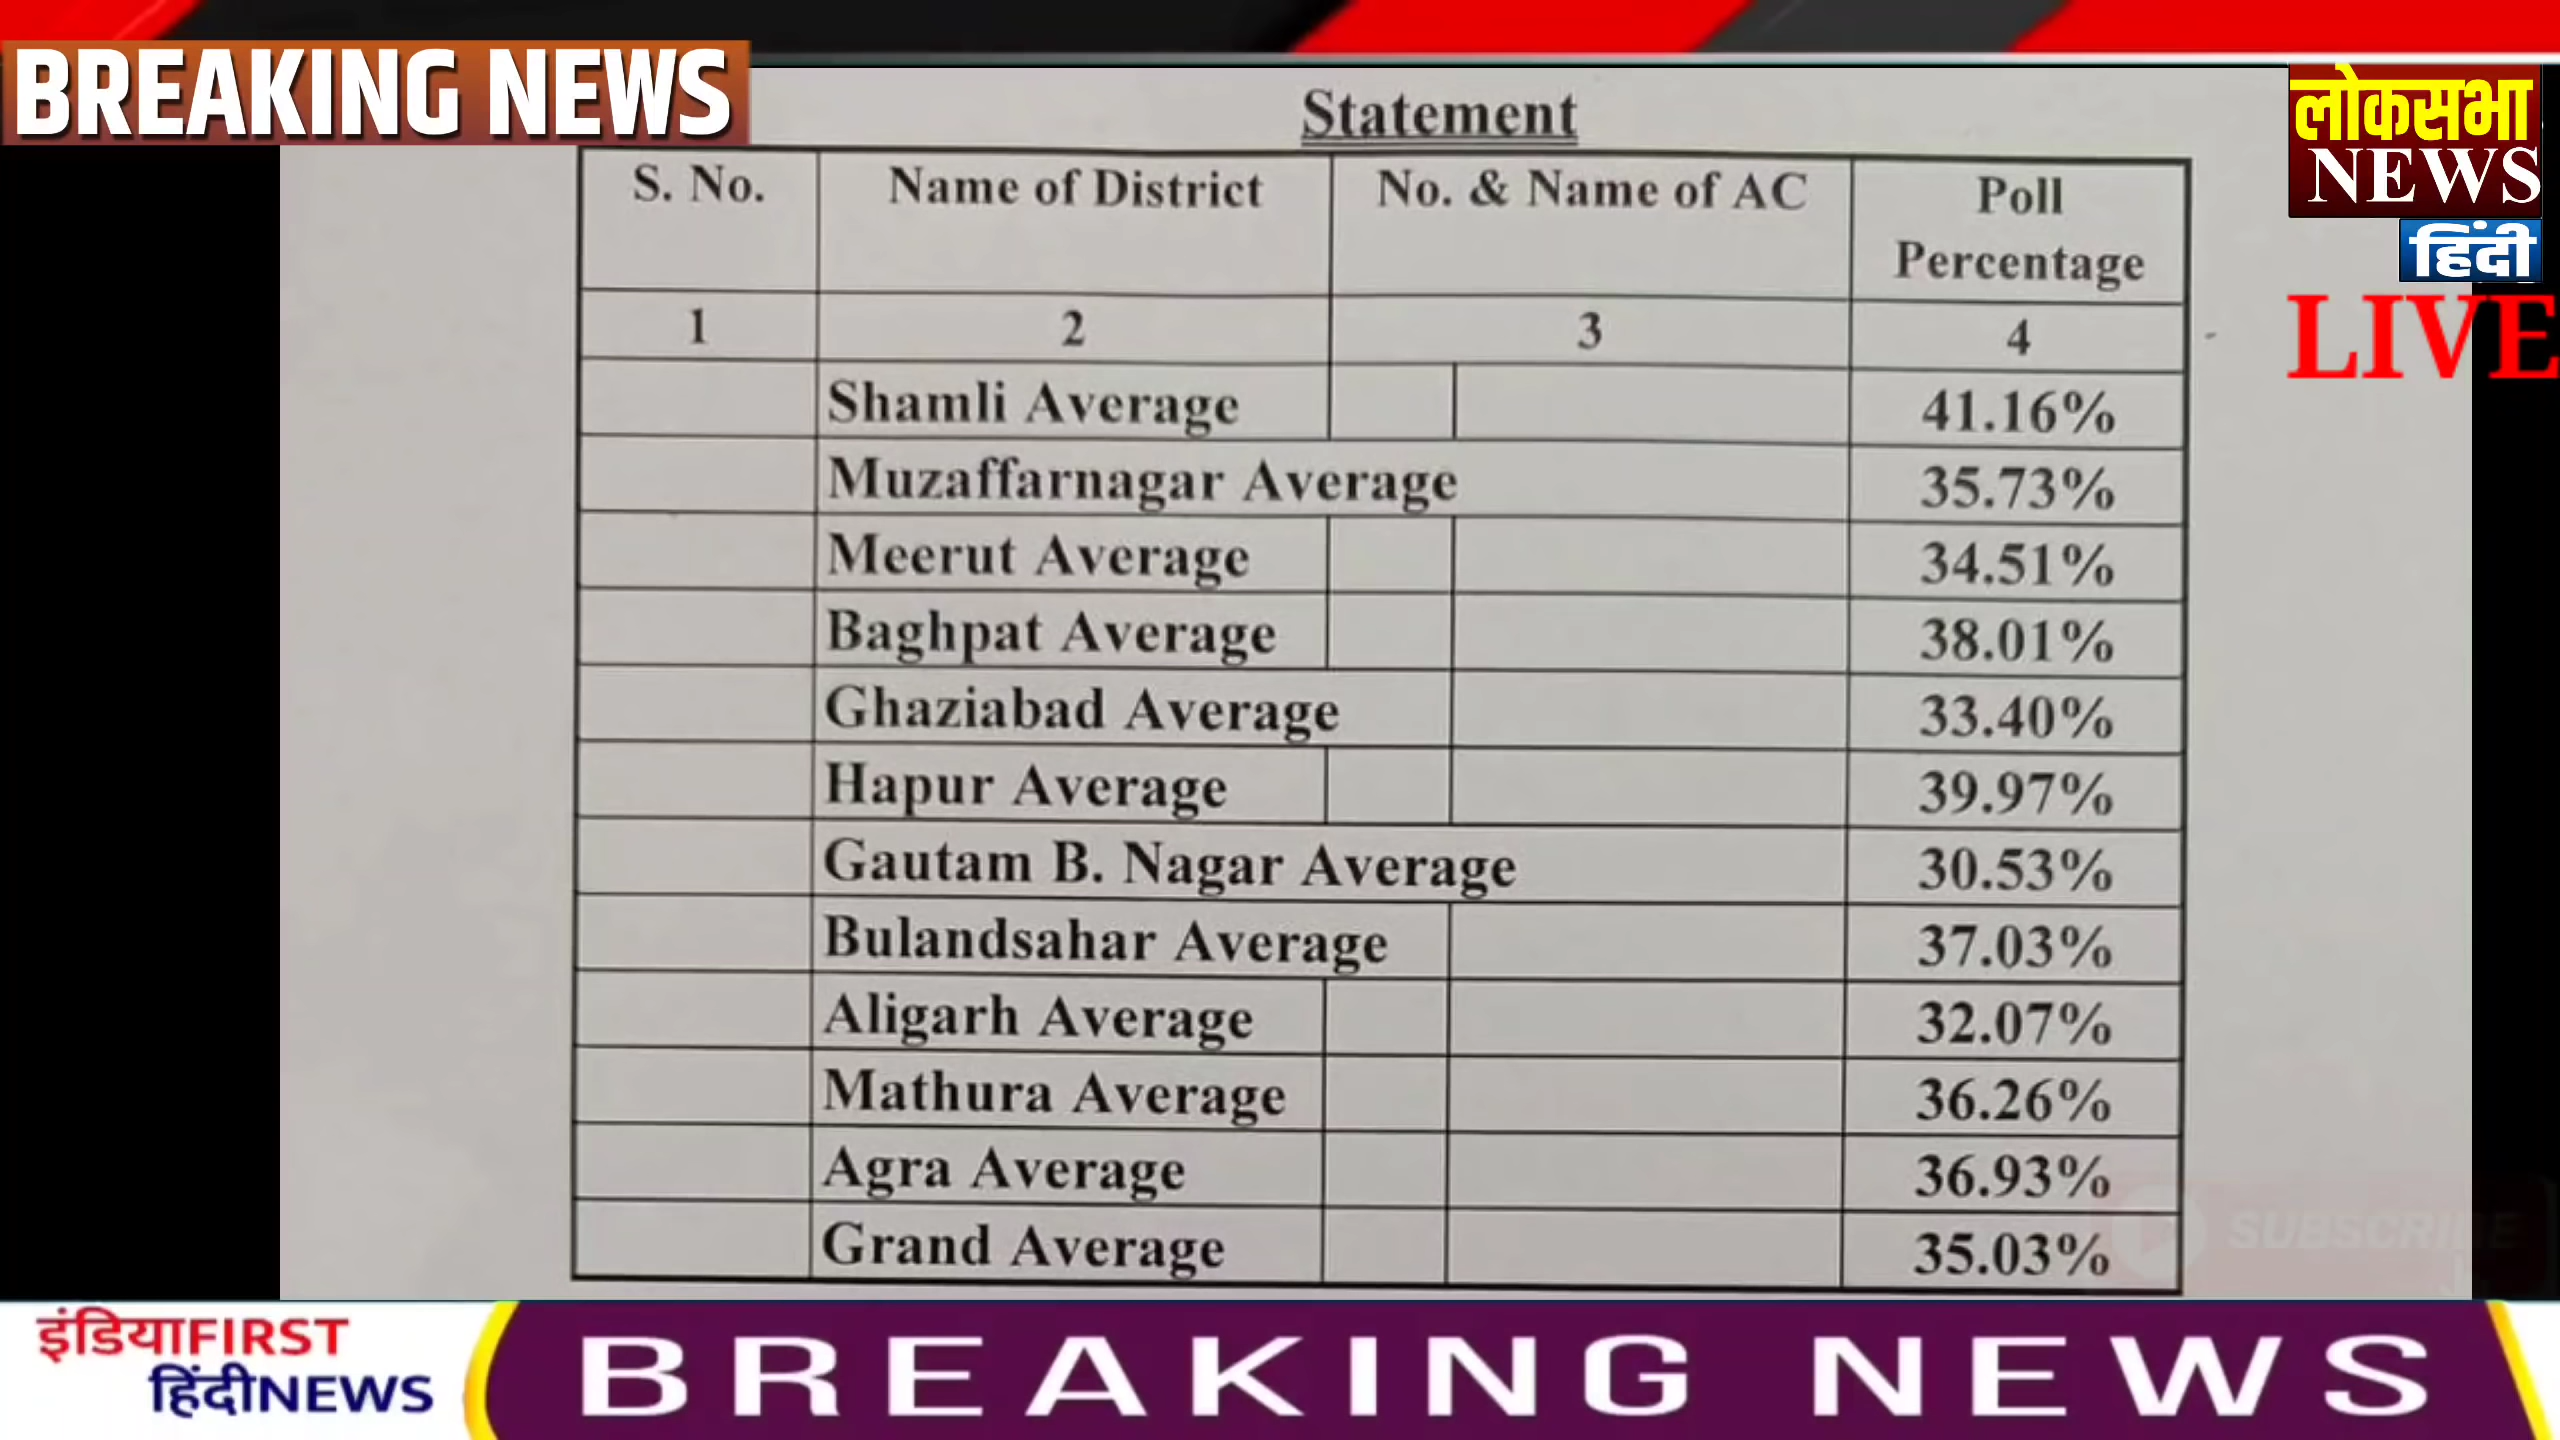 BREAKING NEWS
लोकसभा
NEWS
हिंदी
LIVE
Statement
S. No. Name of District No. & Name of AC Poll Percentage
1 2 3 4
Shamli Average 41.16%
Muzaffarnagar Average 35.73%
Meerut Average 34.51%
Baghpat Average 38.01%
Ghaziabad Average 33.40%
Hapur Average 39.97%
Gautam B. Nagar Average 30.53%
Bulandsahar Average 37.03%
Aligarh Average 32.07%
Mathura Average 36.26%
Agra Average 36.93%
Grand Average 35.03%
SUBSCRIBE
इंडियाFIRST
हिंदीNEWS
BREAKING NEWS